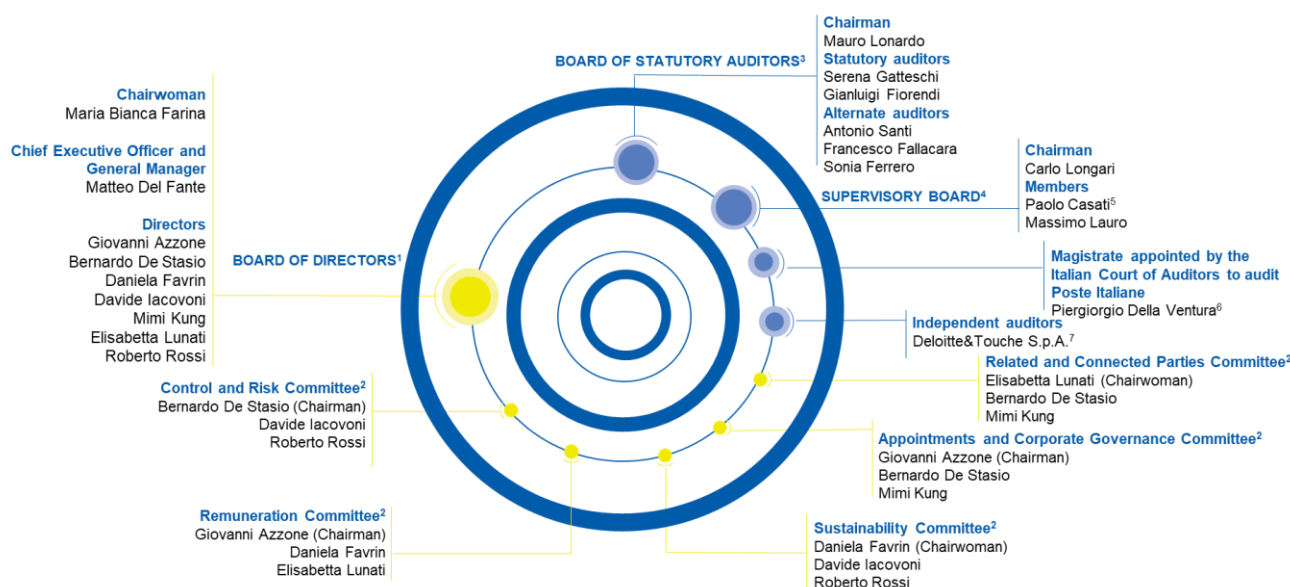 Chairwoman
Maria Bianca Farina
Chief Executive Officer and
General Manager
Matteo Del Fante
Directors
Giovanni Azzone
Bernardo De Stasio
Daniela Favrin
Davide Iacovoni
Mimi Kung
Elisabetta Lunati
Roberto Rossi
BOARD OF DIRECTORS¹
BOARD OF STATUTORY AUDITORS³
Chairman
Mauro Lonardo
Statutory auditors
Serena Gatteschi
Gianluigi Fiorendi
Alternate auditors
Antonio Santi
Francesco Fallacara
Sonia Ferrero
SUPERVISORY BOARD⁴
Chairman
Carlo Longari
Members
Paolo Casati⁵
Massimo Lauro
Magistrate appointed by the
Italian Court of Auditors to audit
Poste Italiane
Piergiorgio Della Ventura⁶
Independent auditors
Deloitte&Touche S.p.A.⁷
Related and Connected Parties Committee²
Elisabetta Lunati (Chairwoman)
Bernardo De Stasio
Mimi Kung
Control and Risk Committee²
Bernardo De Stasio (Chairman)
Davide Iacovoni
Roberto Rossi
Appointments and Corporate Governance Committee²
Giovanni Azzone (Chairman)
Bernardo De Stasio
Mimi Kung
Remuneration Committee²
Giovanni Azzone (Chairman)
Daniela Favrin
Elisabetta Lunati
Sustainability Committee²
Daniela Favrin (Chairwoman)
Davide Iacovoni
Roberto Rossi